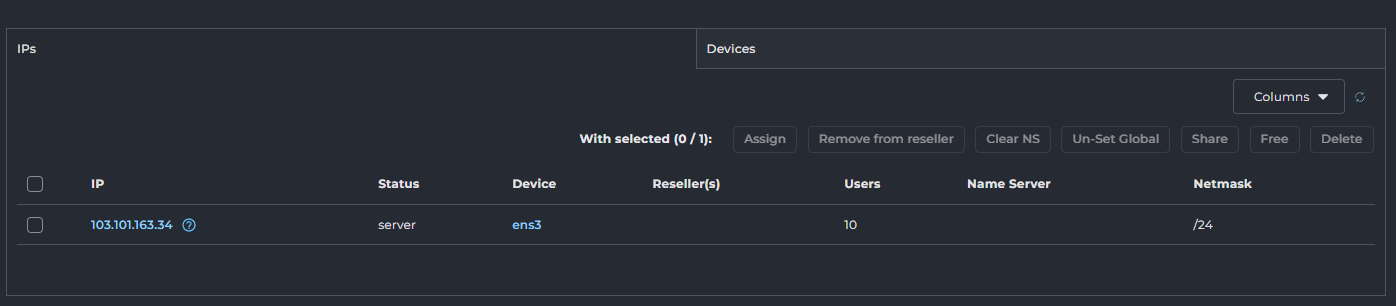 IPs Devices
Columns
With selected (0 / 1): Assign Remove from reseller Clear NS Un-Set Global Share Free Delete
IP Status Device Reseller(s) Users Name Server Netmask
103.101.163.34 server ens3 10 /24